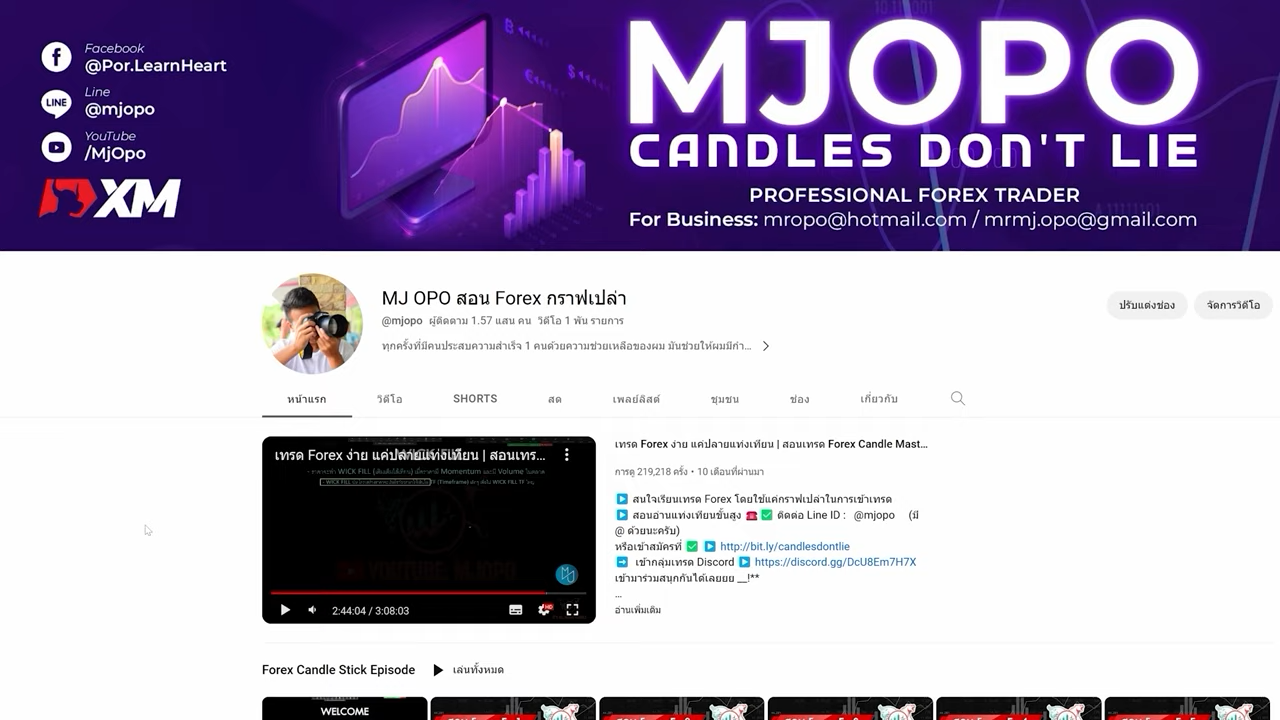 Facebook
@Por.LearnHeart
Line
LINE
@mjopo
YouTube
/MjOpo
XM
MJOPO
CANDLES DON'T LIE
PROFESSIONAL FOREX TRADER
For Business: mropo@hotmail.com / mrmj.opo@gmail.com
MJ OPO สอน Forex กราฟเปล่า
@mjopo ผู้ติดตาม 1.57 แสน คน วิดีโอ 1 พัน รายการ
ทุกครั้งที่มีคนประสบความสำเร็จ 1 คนด้วยความช่วยเหลือของผม มันช่วยให้ผมมีกำ...
ปรับแต่งช่อง
จัดการวิดีโอ
หน้าแรก
วิดีโอ
SHORTS
สด
เพลย์ลิสต์
ชุมชน
ช่อง
เกี่ยวกับ
เทรด Forex ง่าย แค่ปลายแท่งเทียน | สอนเทร...
2:44:04 / 3:08:03
HD
เทรด Forex ง่าย แค่ปลายแท่งเทียน | สอนเทรด Forex Candle Mast...
การดู 219,218 ครั้ง • 10 เดือนที่ผ่านมา
สนใจเรียนเทรด Forex โดยใช้แค่กราฟเปล่าในการเข้าเทรด
สอนอ่านแท่งเทียนขั้นสูง ติดต่อ Line ID : @mjopo (มี
@ ด้วยนะครับ)
หรือเข้าสมัครที่ http://bit.ly/candlesdontlie
เข้ากลุ่มเทรด Discord https://discord.gg/DcU8Em7H7X
เข้ามาร่วมสนุกกันได้เลยยย __!**
...
อ่านเพิ่มเติม
Forex Candle Stick Episode
เล่นทั้งหมด
WELCOME